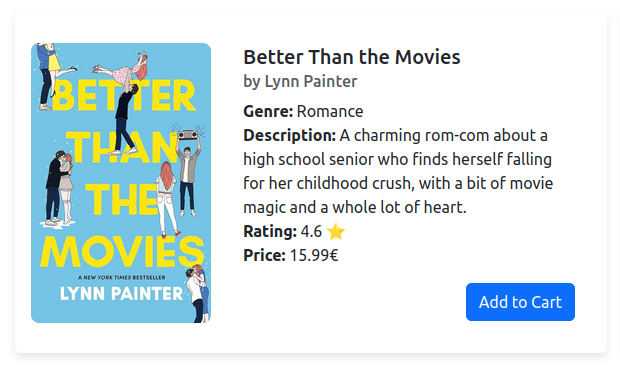 BETTER
THAN
THE
MOVIES
A NEW YORK TIMES BESTSELLER
LYNN PAINTER
Better Than the Movies
by Lynn Painter
Genre: Romance
Description: A charming rom-com about a
high school senior who finds herself falling
for her childhood crush, with a bit of movie
magic and a whole lot of heart.
Rating: 4.6 ⭐
Price: 15.99€
Add to Cart